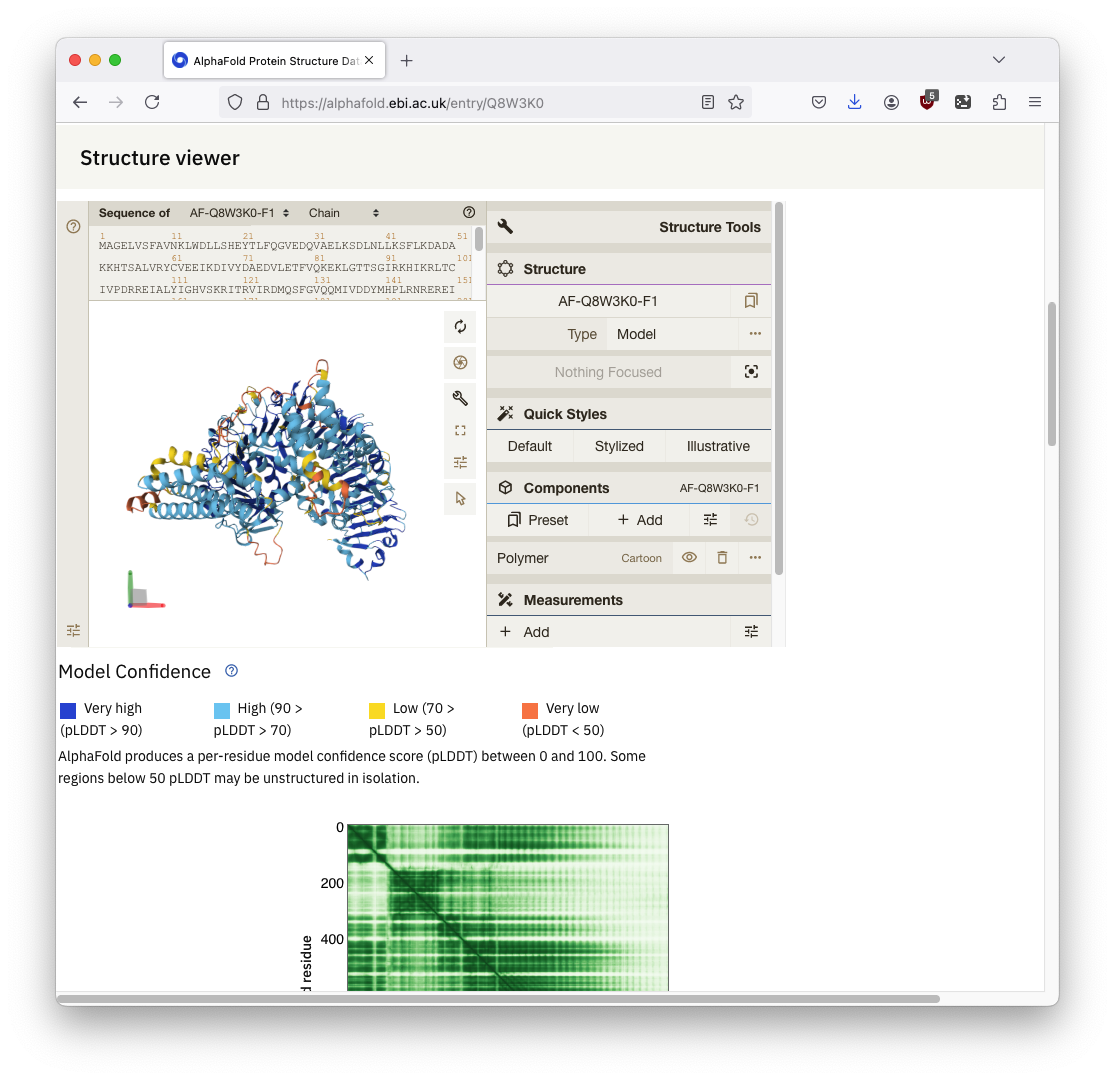 AlphaFold Protein Structure Dat
https://alphafold.ebi.ac.uk/entry/Q8W3K0
5
Structure viewer
Sequence of AF-Q8W3K0-F1 Chain
1 11 21 31 41 51
MAGELVSFAVNKLWDLLSHEYTLFQGVEDQVAELKSDLNLLKSFLKDADA
61 71 81 91 101
KKHTSALVRYCVEEIKDIVYDAEDVLETFVQKEKLGTTSGIRKHIKRLTC
111 121 131 141 151
IVPDRREIALYIGHVSKRITRVIRDMQSFGVQQMIVDDYMHPLRNREREI
Structure Tools
Structure
AF-Q8W3K0-F1
Type Model
Nothing Focused
Quick Styles
Default Stylized Illustrative
Components AF-Q8W3K0-F1
Preset Add
Polymer Cartoon
Measurements
Add
Model Confidence
Very high
(pLDDT > 90)
High (90 >
pLDDT > 70)
Low (70 >
pLDDT > 50)
Very low
(pLDDT < 50)
AlphaFold produces a per-residue model confidence score (pLDDT) between 0 and 100. Some
regions below 50 pLDDT may be unstructured in isolation.
0
200
400
d residue